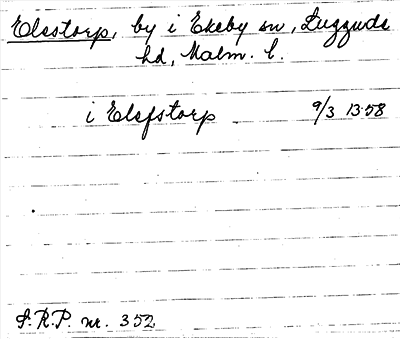 Elestorp, by i Ekeby sn, Luggude
hd, Malm. l.
i Elefstorp 9/3 1358
S.R.P. nr. 352